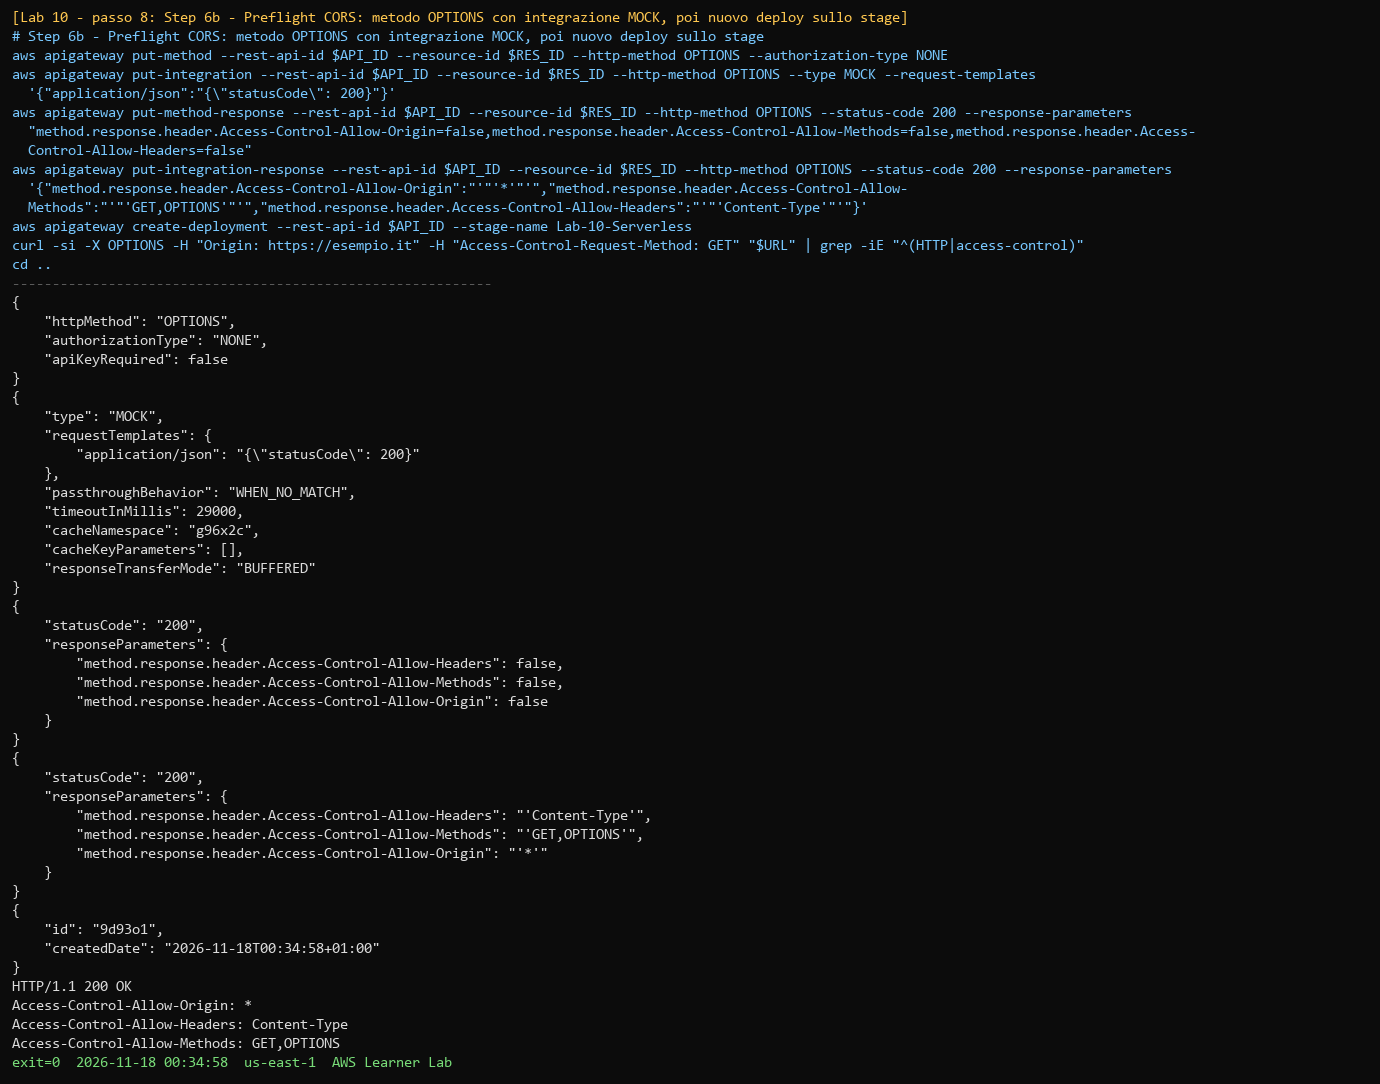 [Lab 10 - passo 8: Step 6b - Preflight CORS: metodo OPTIONS con integrazione MOCK, poi nuovo deploy sullo stage]
# Step 6b - Preflight CORS: metodo OPTIONS con integrazione MOCK, poi nuovo deploy sullo stage
aws apigateway put-method --rest-api-id $API_ID --resource-id $RES_ID --http-method OPTIONS --authorization-type NONE
aws apigateway put-integration --rest-api-id $API_ID --resource-id $RES_ID --http-method OPTIONS --type MOCK --request-templates
  '{"application/json":"{\"statusCode\": 200}"}'
aws apigateway put-method-response --rest-api-id $API_ID --resource-id $RES_ID --http-method OPTIONS --status-code 200 --response-parameters
  "method.response.header.Access-Control-Allow-Origin=false,method.response.header.Access-Control-Allow-Methods=false,method.response.header.Access-
  Control-Allow-Headers=false"
aws apigateway put-integration-response --rest-api-id $API_ID --resource-id $RES_ID --http-method OPTIONS --status-code 200 --response-parameters
  '{"method.response.header.Access-Control-Allow-Origin":"'"'*'"'","method.response.header.Access-Control-Allow-
  Methods":"'"'GET,OPTIONS'"'","method.response.header.Access-Control-Allow-Headers":"'"'Content-Type'"'"}'
aws apigateway create-deployment --rest-api-id $API_ID --stage-name Lab-10-Serverless
curl -si -X OPTIONS -H "Origin: https://esempio.it" -H "Access-Control-Request-Method: GET" "$URL" | grep -iE "^(HTTP|access-control)"
cd ..
------------------------------------------------------------
{
    "httpMethod": "OPTIONS",
    "authorizationType": "NONE",
    "apiKeyRequired": false
}
{
    "type": "MOCK",
    "requestTemplates": {
        "application/json": "{\"statusCode\": 200}"
    },
    "passthroughBehavior": "WHEN_NO_MATCH",
    "timeoutInMillis": 29000,
    "cacheNamespace": "g96x2c",
    "cacheKeyParameters": [],
    "responseTransferMode": "BUFFERED"
}
{
    "statusCode": "200",
    "responseParameters": {
        "method.response.header.Access-Control-Allow-Headers": false,
        "method.response.header.Access-Control-Allow-Methods": false,
        "method.response.header.Access-Control-Allow-Origin": false
    }
}
{
    "statusCode": "200",
    "responseParameters": {
        "method.response.header.Access-Control-Allow-Headers": "'Content-Type'",
        "method.response.header.Access-Control-Allow-Methods": "'GET,OPTIONS'",
        "method.response.header.Access-Control-Allow-Origin": "'*'"
    }
}
{
    "id": "9d93o1",
    "createdDate": "2026-11-18T00:34:58+01:00"
}
HTTP/1.1 200 OK
Access-Control-Allow-Origin: *
Access-Control-Allow-Headers: Content-Type
Access-Control-Allow-Methods: GET,OPTIONS
exit=0  2026-11-18 00:34:58  us-east-1  AWS Learner Lab